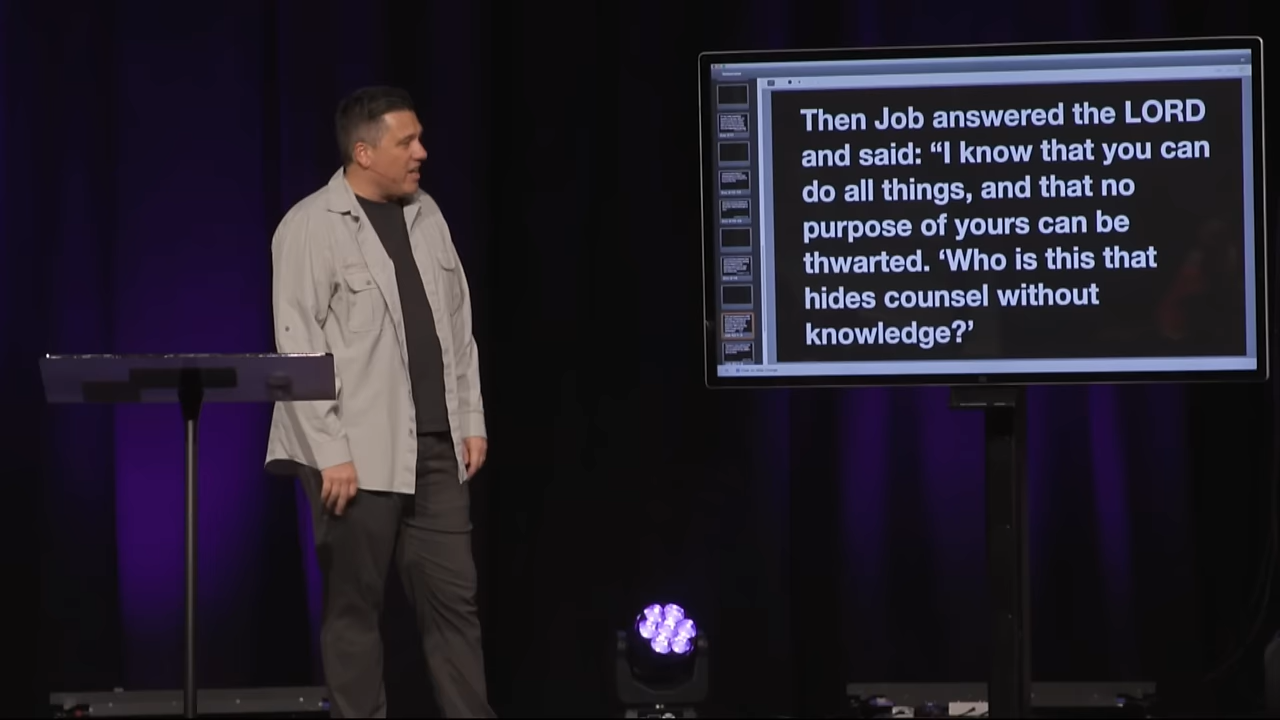 Then Job answered the LORD
and said: “I know that you can
do all things, and that no
purpose of yours can be
thwarted. ‘Who is this that
hides counsel without
knowledge?’